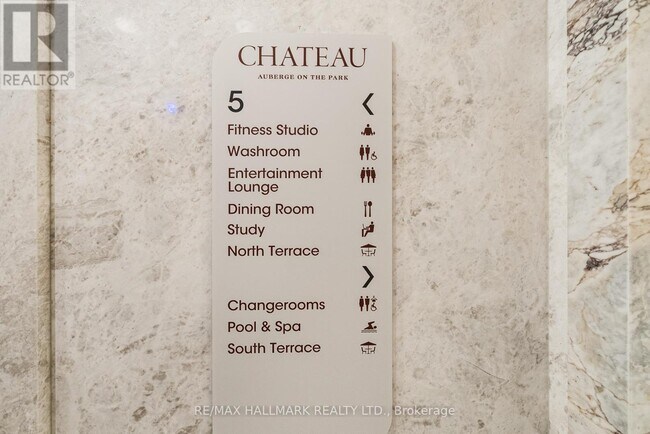 R
REALTOR®
CHATEAU
AUBERGE ON THE PARK
5 <
Fitness Studio
Washroom
Entertainment
Lounge
Dining Room
Study
North Terrace
>
Changerooms
Pool & Spa
South Terrace
RE/MAX HALLMARK REALTY LTD., Brokerage